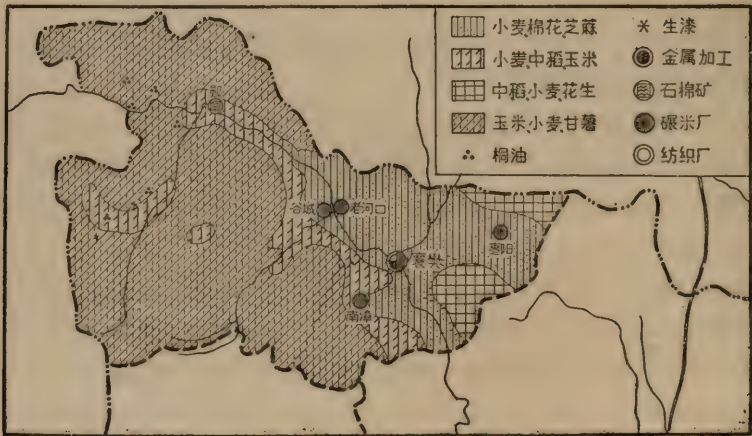 小麦、棉花、芝蔴
小麦、中稻、玉米
中稻、小麦、花生
玉米、小麦、甘薯
桐油
生漆
金属加工
石棉矿
碾米厂
纺织厂
谷城
老河口
襄樊
枣阳
南漳